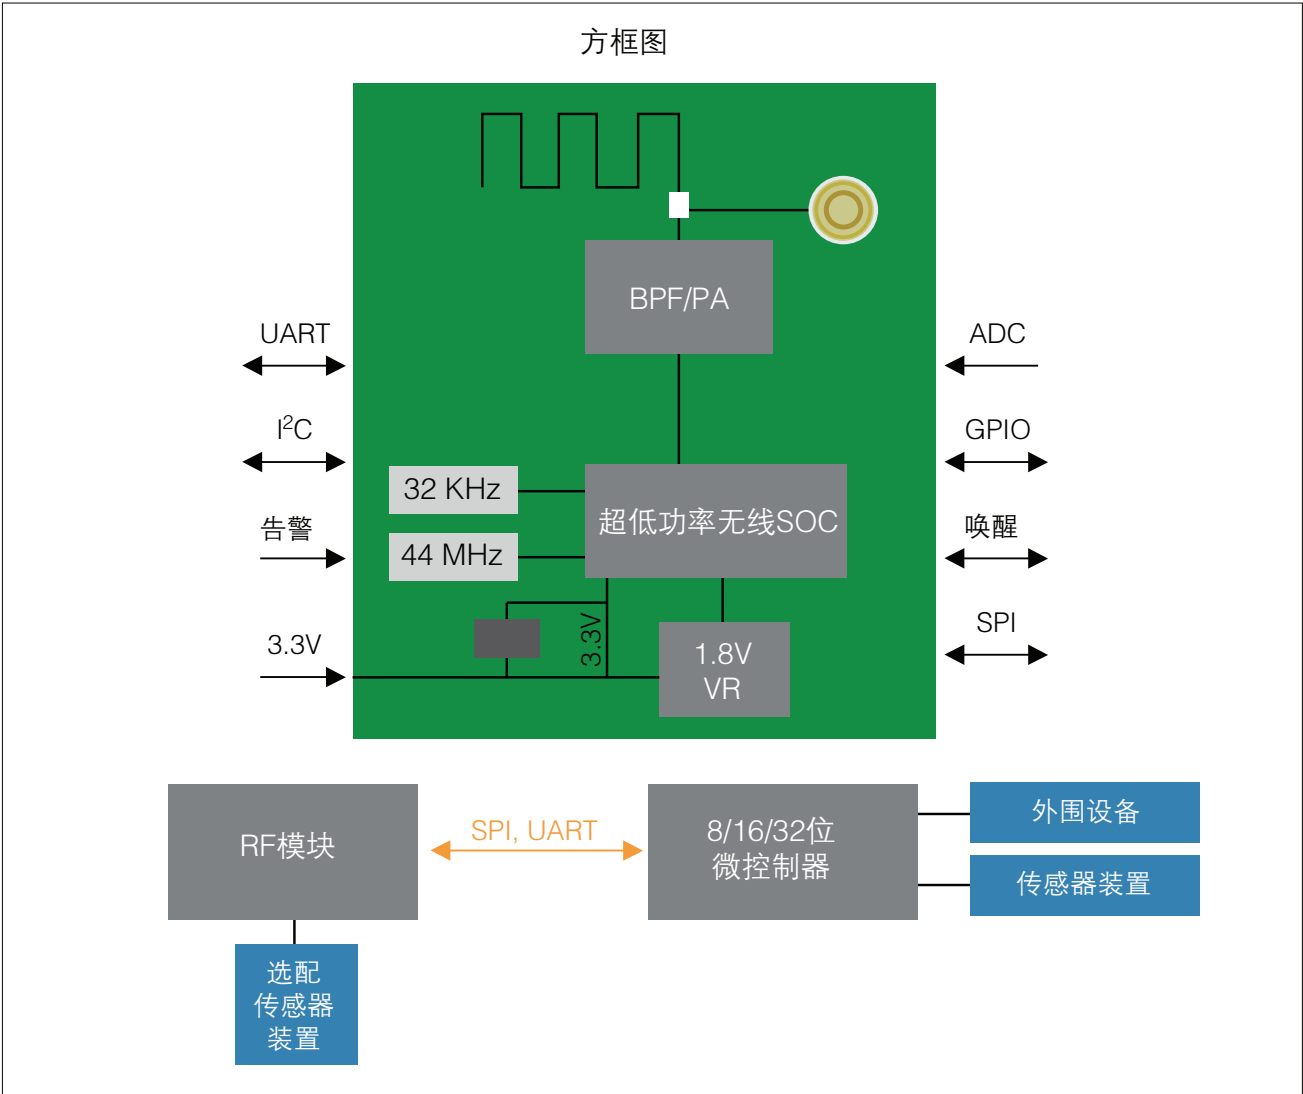 方框图
BPF/PA
UART
ADC
I²C
GPIO
32 KHz
超低功率无线SOC
告警
唤醒
44 MHz
3.3V
3.3V
1.8V
VR
SPI
RF模块
SPI, UART
8/16/32位
微控制器
外围设备
传感器装置
选配
传感器
装置